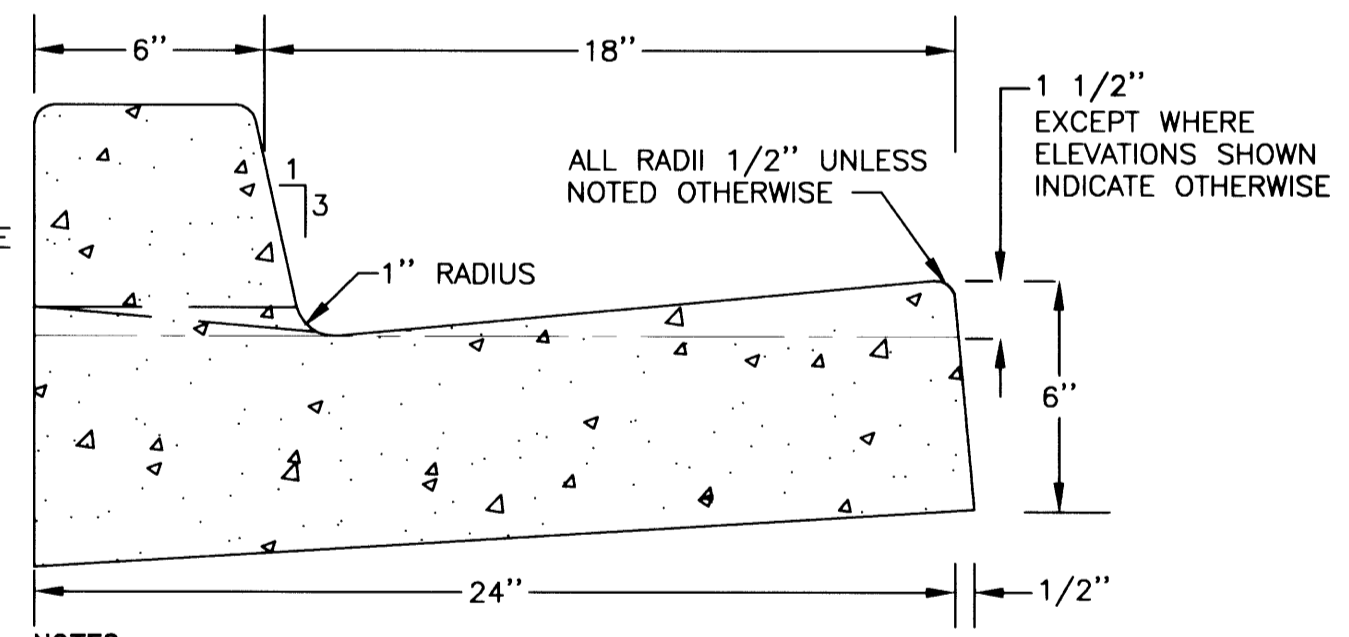 6"
18"
1 1/2"
EXCEPT WHERE
ELEVATIONS SHOWN
INDICATE OTHERWISE
ALL RADII 1/2" UNLESS
NOTED OTHERWISE
1
3
1" RADIUS
6"
24"
1/2"